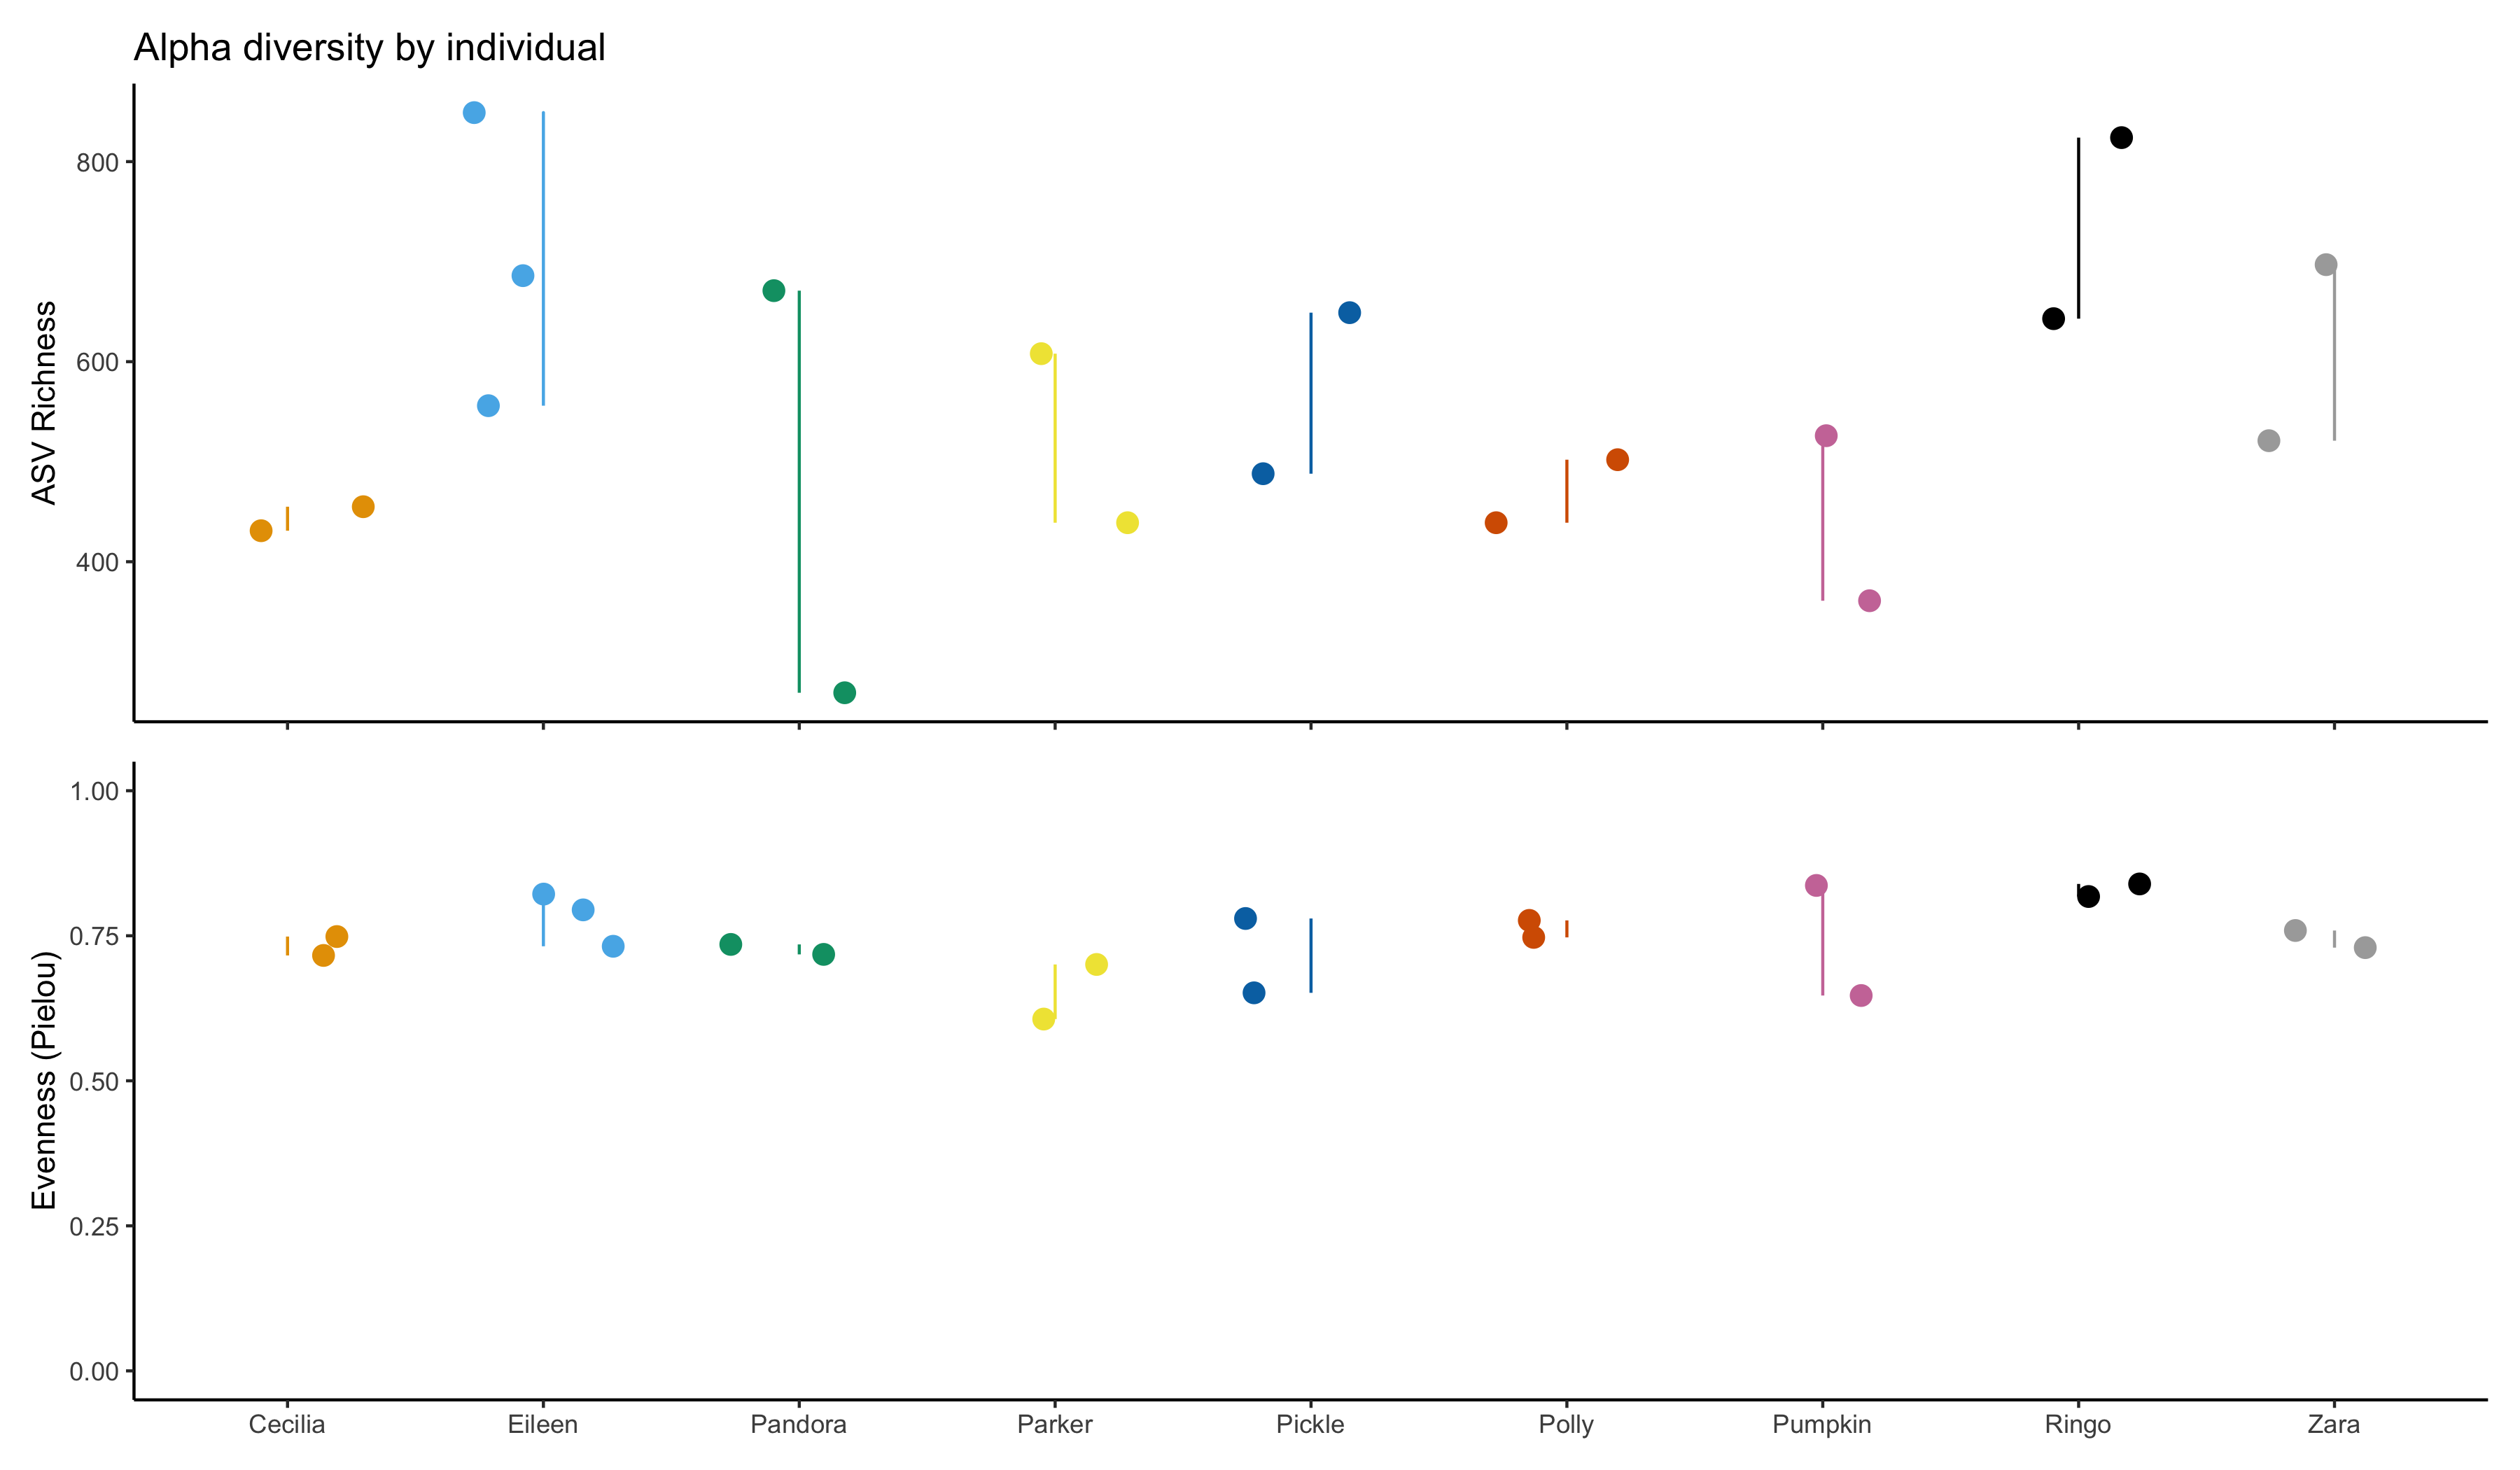 Alpha diversity by individual
ASV Richness
800
600
400
Evenness (Pielou)
1.00
0.75
0.50
0.25
0.00
Cecilia Eileen Pandora Parker Pickle Polly Pumpkin Ringo Zara